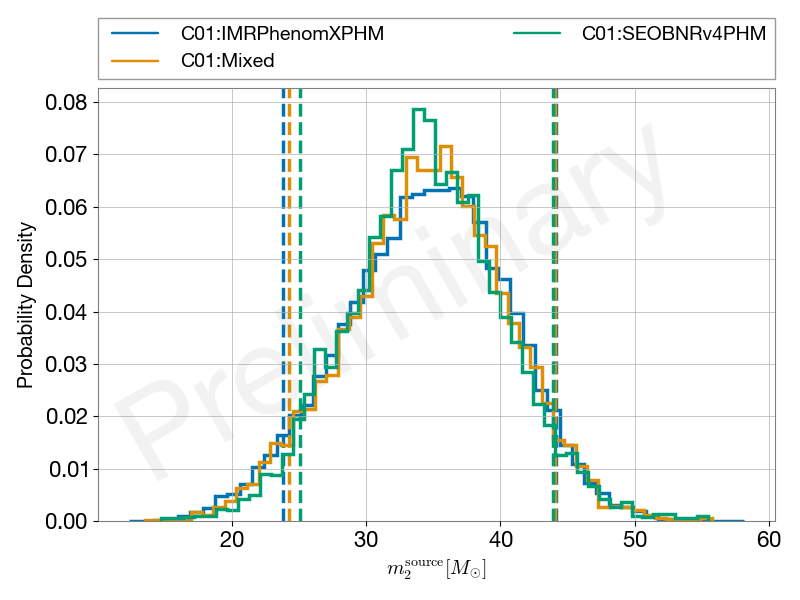 C01:IMRPhenomXPHM
C01:Mixed
C01:SEOBNRv4PHM
Preliminary
Probability Density
0.08
0.07
0.06
0.05
0.04
0.03
0.02
0.01
0.00
20 30 40 50 60
m₂^source [M⊙]